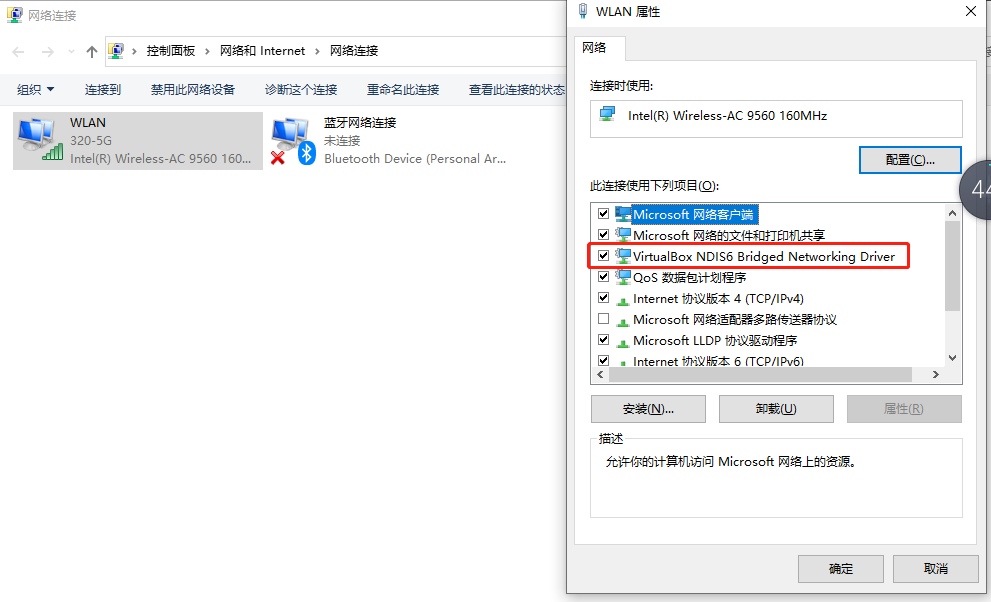 网络连接
控制面板 › 网络和 Internet › 网络连接
组织 连接到 禁用此网络设备 诊断这个连接 重命名此连接 查看此连接的状态
WLAN
320-5G
Intel(R) Wireless-AC 9560 160...
蓝牙网络连接
未连接
Bluetooth Device (Personal Ar...
WLAN 属性
网络
连接时使用:
Intel(R) Wireless-AC 9560 160MHz
配置(C)...
此连接使用下列项目(O):
Microsoft 网络客户端
Microsoft 网络的文件和打印机共享
VirtualBox NDIS6 Bridged Networking Driver
QoS 数据包计划程序
Internet 协议版本 4 (TCP/IPv4)
Microsoft 网络适配器多路传送器协议
Microsoft LLDP 协议驱动程序
Internet 协议版本 6 (TCP/IPv6)
安装(N)... 卸载(U) 属性(R)
描述
允许你的计算机访问 Microsoft 网络上的资源。
确定 取消
44